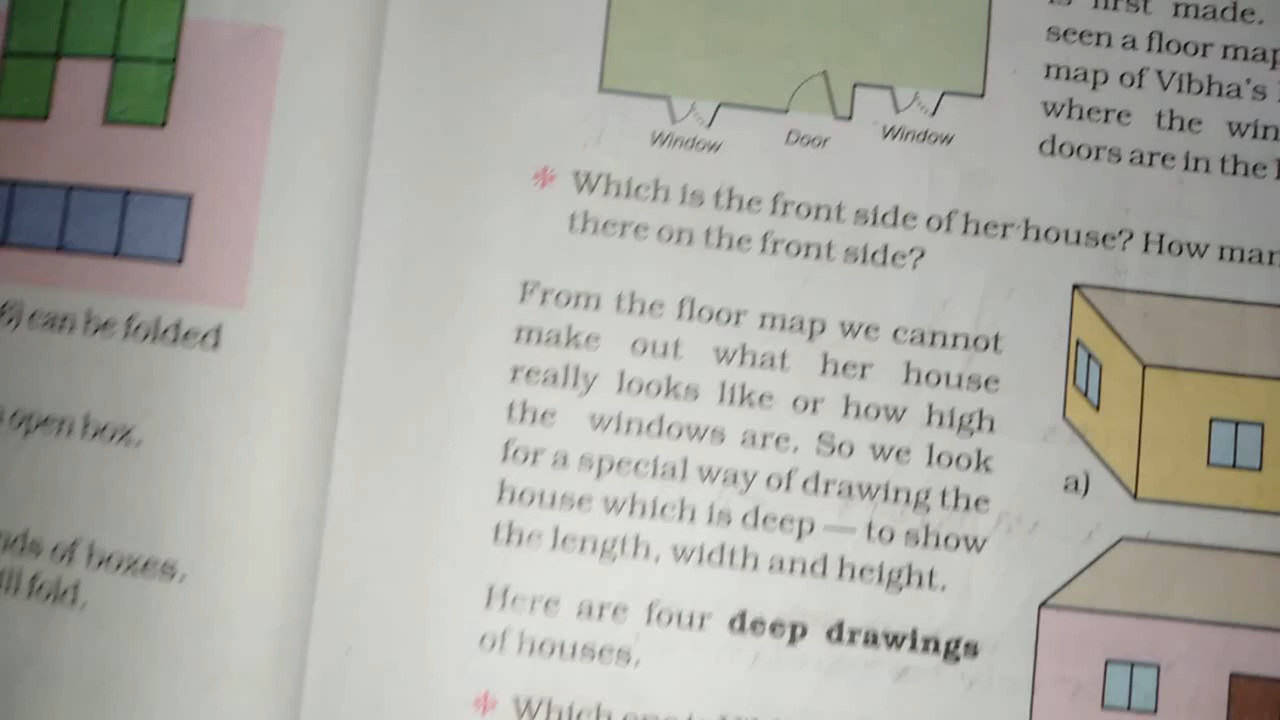 is first made.
seen a floor map
map of Vibha's
where the win
doors are in the
Window Door Window
* Which is the front side of her house? How man
there on the front side?
From the floor map we cannot
make out what her house
really looks like or how high
the windows are. So we look
for a special way of drawing the
house which is deep — to show
the length, width and height.
a)
Here are four deep drawings
of houses.
* Which
can be folded
open box.
of boxes,
fold.